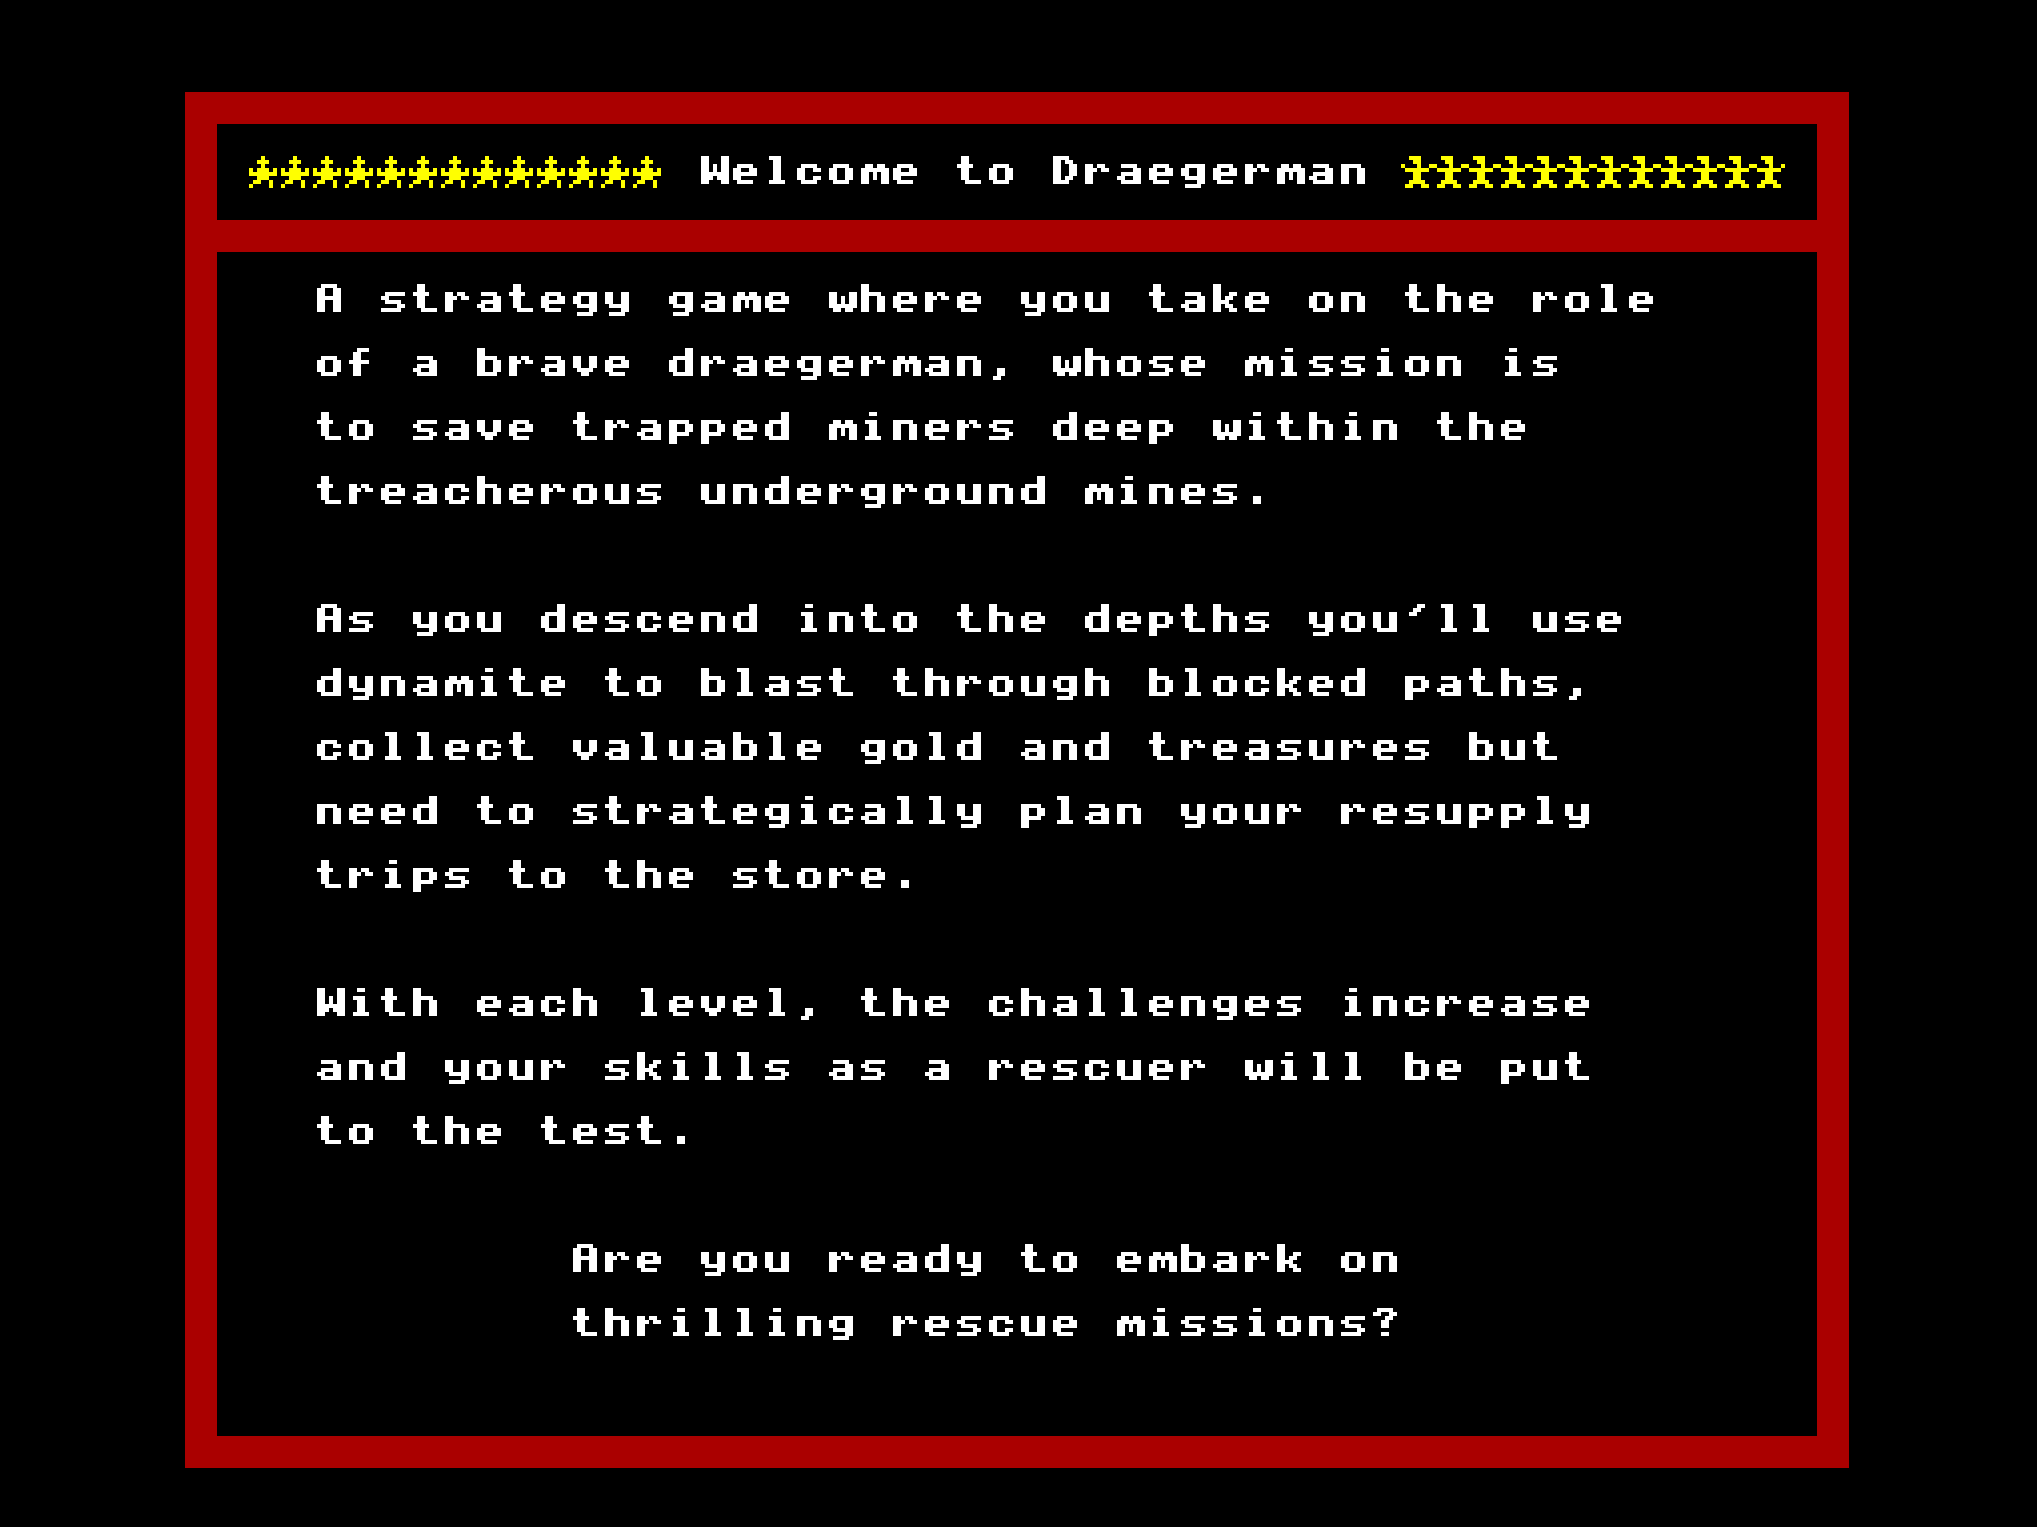 Welcome to Draegerman
A strategy game where you take on the role
of a brave draegerman, whose mission is
to save trapped miners deep within the
treacherous underground mines.
As you descend into the depths you'll use
dynamite to blast through blocked paths,
collect valuable gold and treasures but
need to strategically plan your resupply
trips to the store.
With each level, the challenges increase
and your skills as a rescuer will be put
to the test.
Are you ready to embark on
thrilling rescue missions?